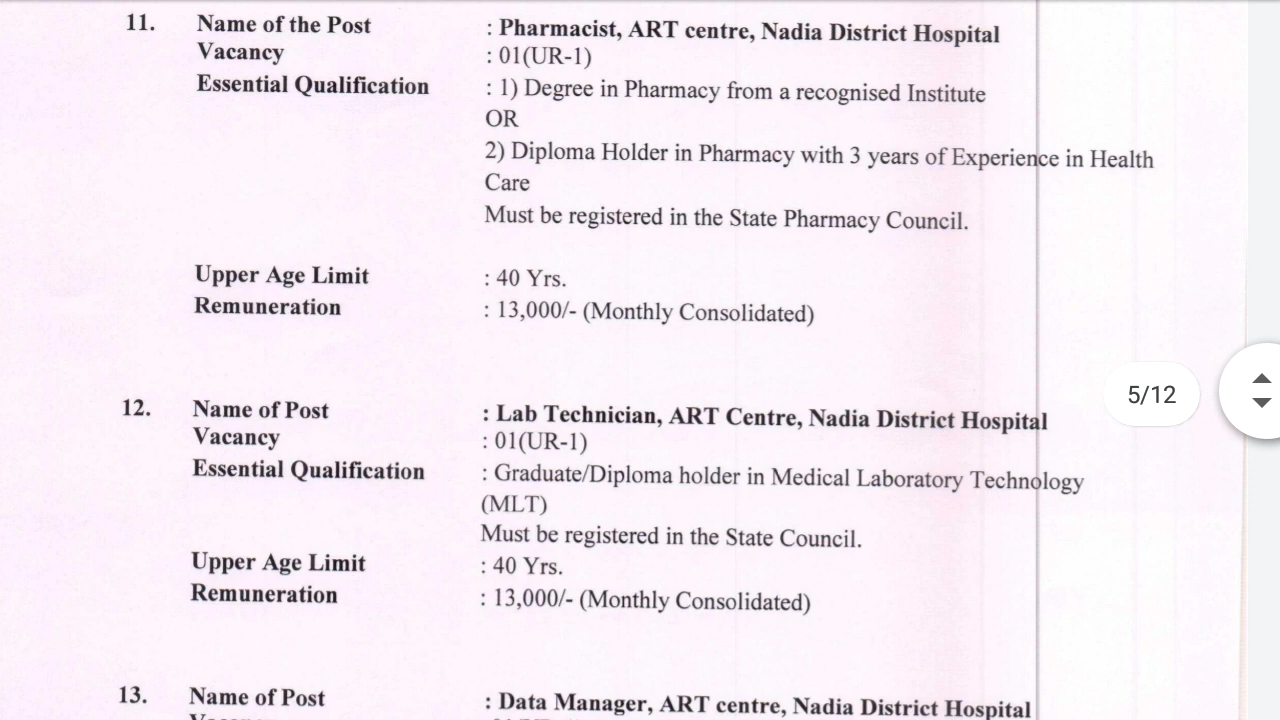 11. Name of the Post : Pharmacist, ART centre, Nadia District Hospital
Vacancy : 01(UR-1)
Essential Qualification : 1) Degree in Pharmacy from a recognised Institute
OR
2) Diploma Holder in Pharmacy with 3 years of Experience in Health
Care
Must be registered in the State Pharmacy Council.
Upper Age Limit : 40 Yrs.
Remuneration : 13,000/- (Monthly Consolidated)
5/12
12. Name of Post : Lab Technician, ART Centre, Nadia District Hospital
Vacancy : 01(UR-1)
Essential Qualification : Graduate/Diploma holder in Medical Laboratory Technology
(MLT)
Must be registered in the State Council.
Upper Age Limit : 40 Yrs.
Remuneration : 13,000/- (Monthly Consolidated)
13. Name of Post : Data Manager, ART centre, Nadia District Hospital